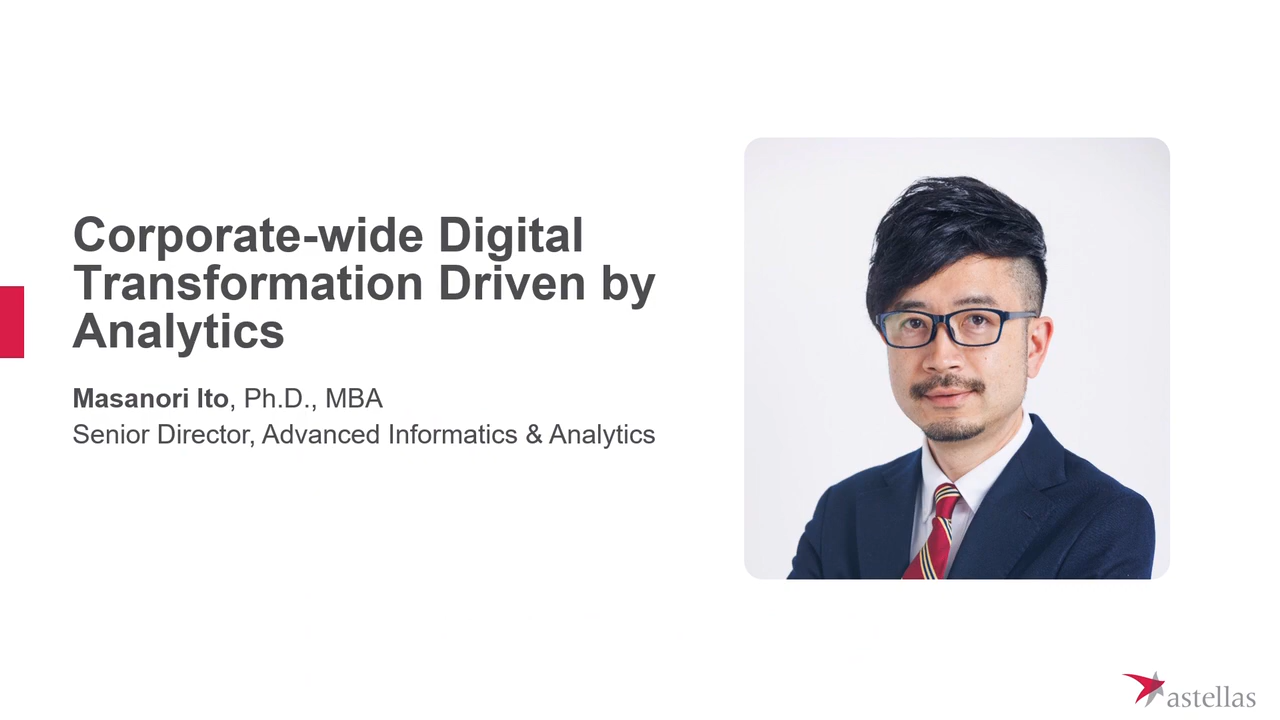 Corporate-wide Digital
Transformation Driven by
Analytics
Masanori Ito, Ph.D., MBA
Senior Director, Advanced Informatics & Analytics
astellas